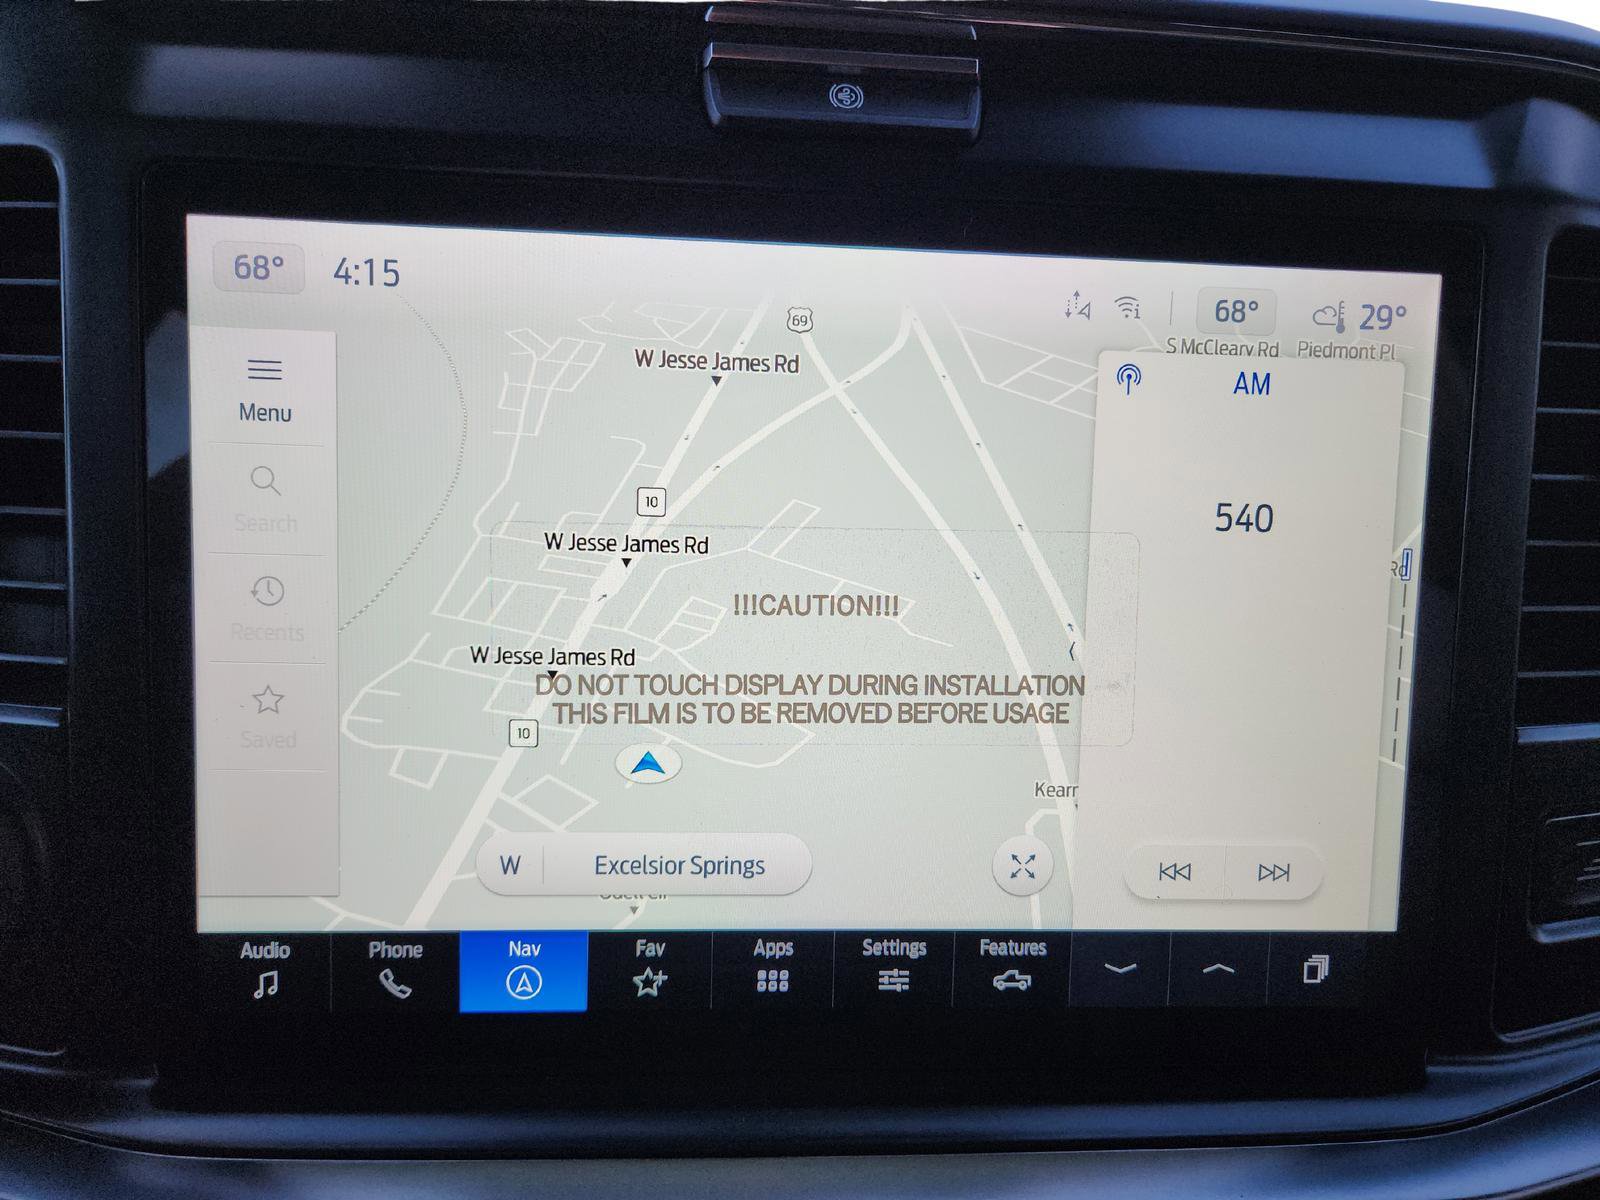 68° 4:15
68° 29°
S McCleary Rd Piedmont Pl
69
W Jesse James Rd
Menu
AM
Search
10
540
W Jesse James Rd
Rd
Recents
!!!CAUTION!!!
W Jesse James Rd
DO NOT TOUCH DISPLAY DURING INSTALLATION
THIS FILM IS TO BE REMOVED BEFORE USAGE
Saved
10
Kearr
W Excelsior Springs
Audio Phone Nav Fav Apps Settings Features